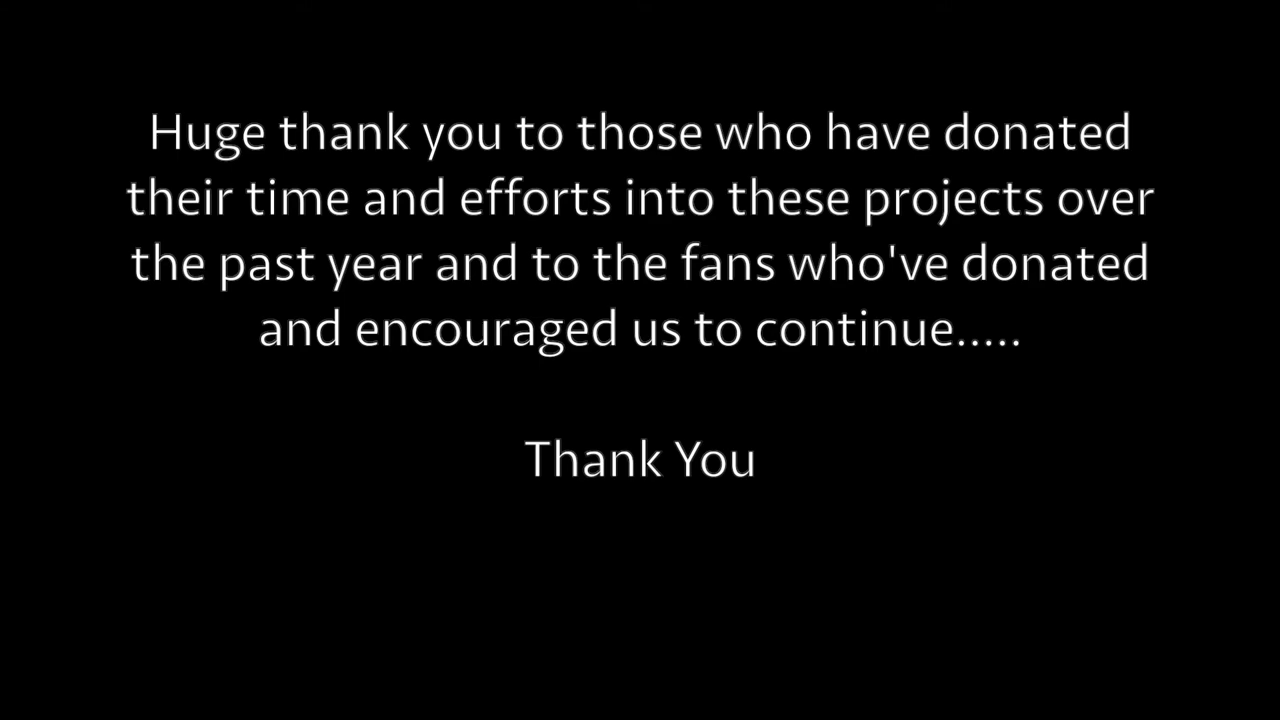 Huge thank you to those who have donated
their time and efforts into these projects over
the past year and to the fans who've donated
and encouraged us to continue.....
Thank You